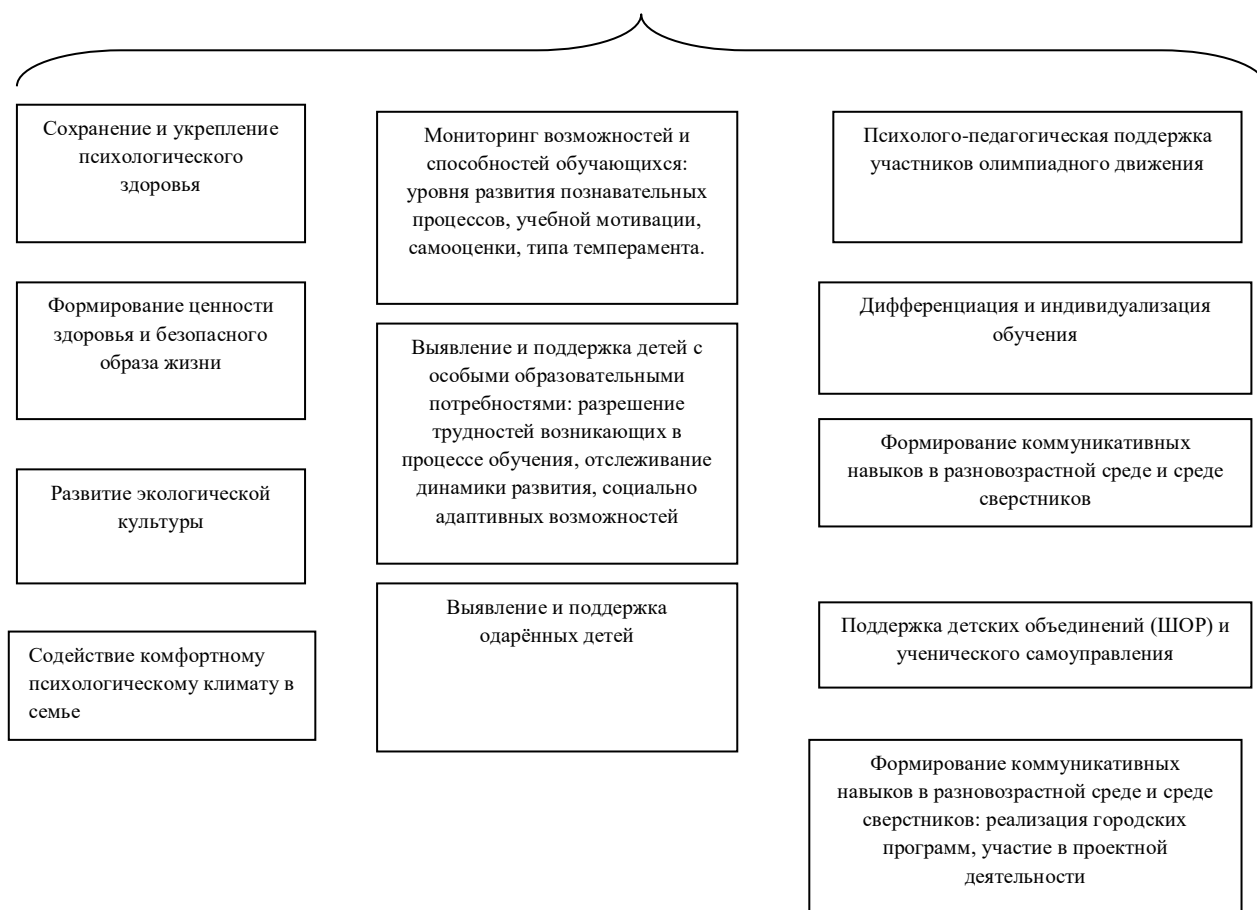 Сохранение и укрепление
психологического
здоровья
Формирование ценности
здоровья и безопасного
образа жизни
Развитие экологической
культуры
Содействие комфортному
психологическому климату в
семье
Мониторинг возможностей и
способностей обучающихся:
уровня развития познавательных
процессов, учебной мотивации,
самооценки, типа темперамента.
Выявление и поддержка детей с
особыми образовательными
потребностями: разрешение
трудностей возникающих в
процессе обучения, отслеживание
динамики развития, социально
адаптивных возможностей
Выявление и поддержка
одарённых детей
Психолого-педагогическая поддержка
участников олимпиадного движения
Дифференциация и индивидуализация
обучения
Формирование коммуникативных
навыков в разновозрастной среде и среде
сверстников
Поддержка детских объединений (ШОР) и
ученического самоуправления
Формирование коммуникативных
навыков в разновозрастной среде и среде
сверстников: реализация городских
программ, участие в проектной
деятельности